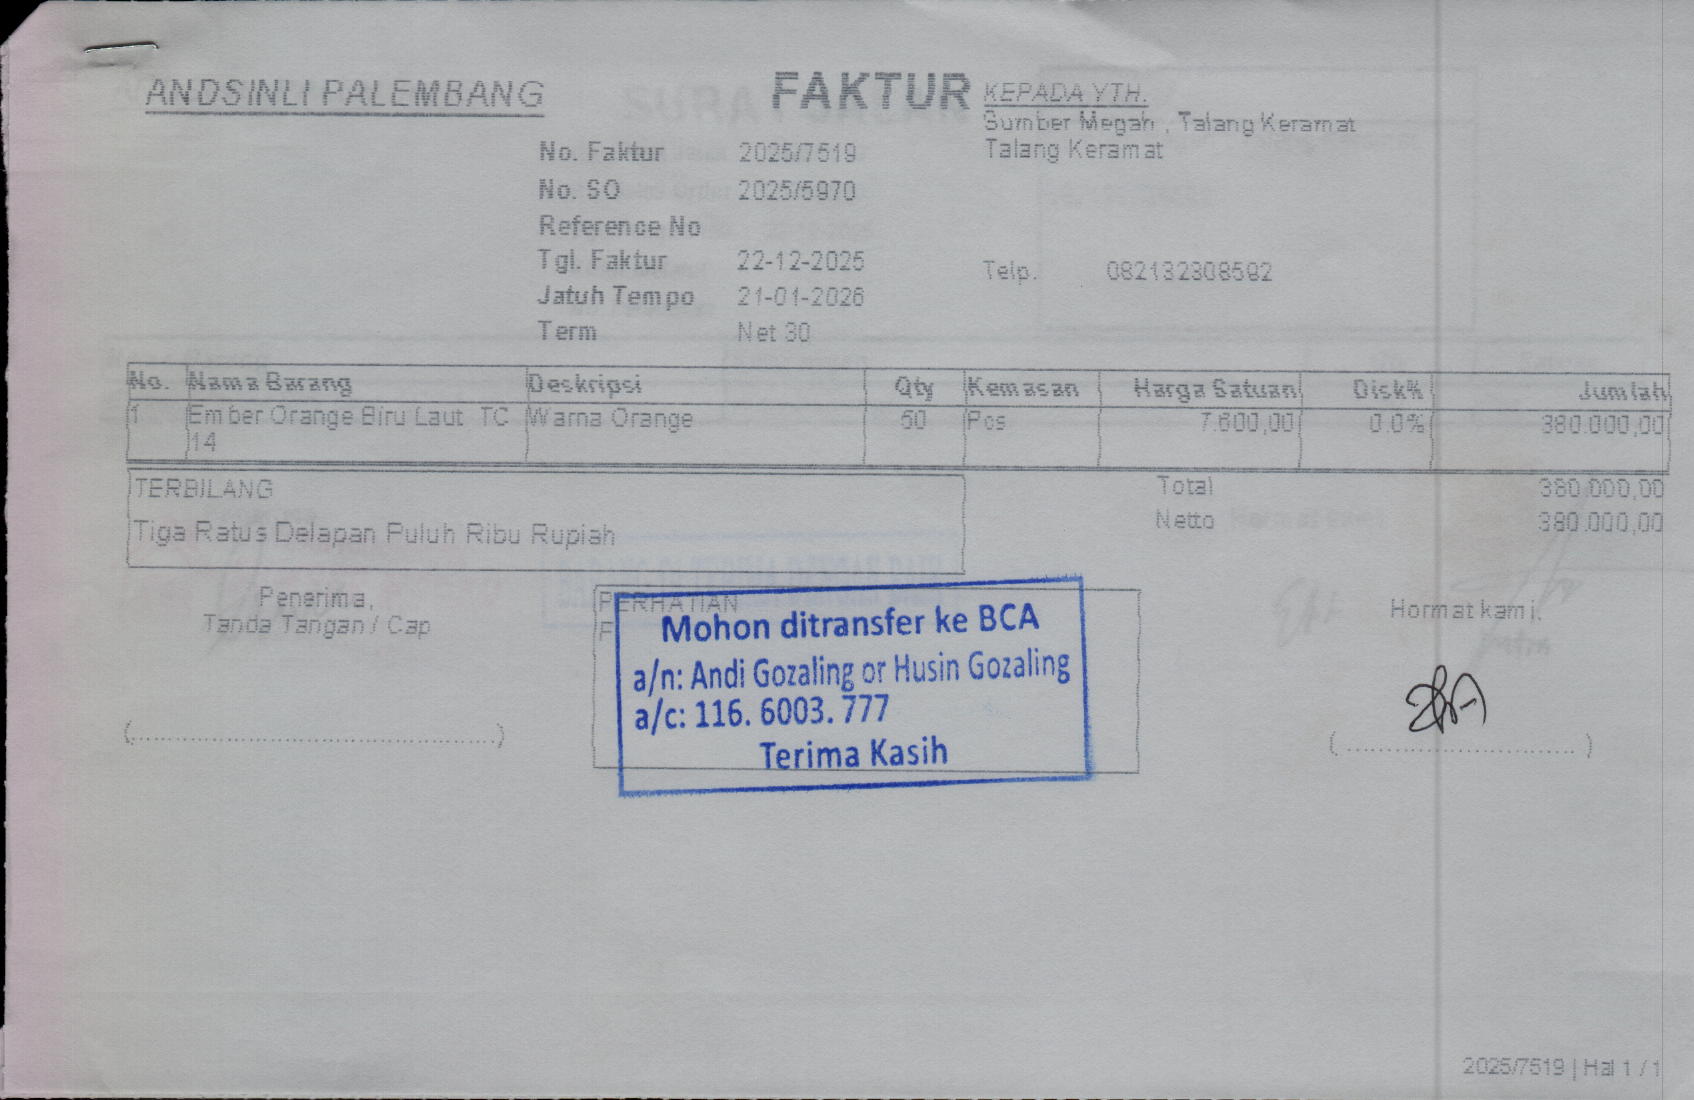 ANDSINLI PALEMBANG
FAKTUR
KEPADA YTH.
Sumber Megah , Talang Keramat
Talang Keramat
No. Faktur 2025/7519
No. SO 2025/5970
Reference No
Tgl. Faktur 22-12-2025
Telp. 082132308592
Jatuh Tempo 21-01-2026
Term Net 30
No. Nama Barang Deskripsi Qty Kemasan Harga Satuan Disk% Jumlah
1 Ember Orange Biru Laut TC Warna Orange 50 Pcs 7.600,00 0.0% 380.000,00
14
TERBILANG
Total 380.000,00
Netto 380.000,00
Tiga Ratus Delapan Puluh Ribu Rupiah
Penerima,
Tanda Tangan / Cap
PERHATIAN
Mohon ditransfer ke BCA
a/n: Andi Gozaling or Husin Gozaling
a/c: 116. 6003. 777
Terima Kasih
Hormat kami,
(................................................)
( .............................. )
2025/7519 | Hal 1 / 1